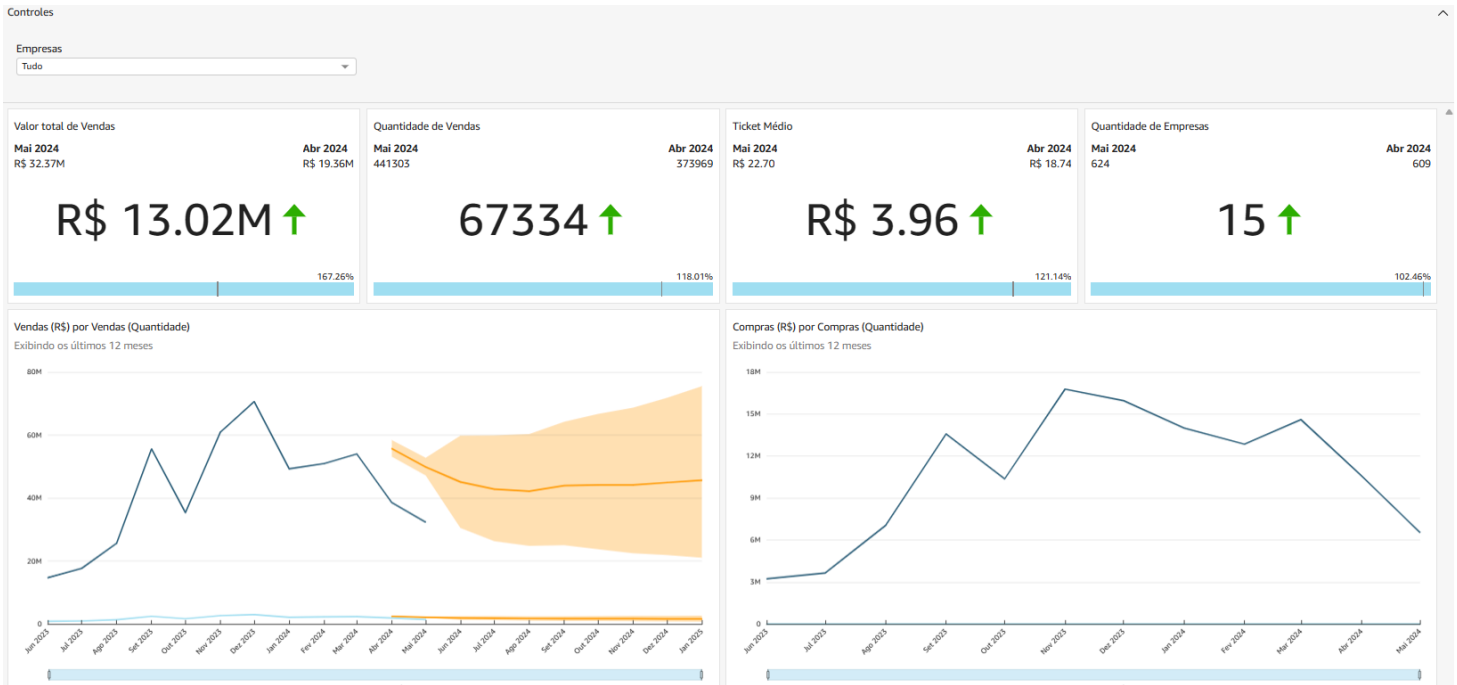 Controles
Empresas
Tudo
Valor total de Vendas
Mai 2024 Abr 2024
R$ 32.37M R$ 19.36M
R$ 13.02M
167.26%
Quantidade de Vendas
Mai 2024 Abr 2024
441303 373969
67334
118.01%
Ticket Médio
Mai 2024 Abr 2024
R$ 22.70 R$ 18.74
R$ 3.96
121.14%
Quantidade de Empresas
Mai 2024 Abr 2024
624 609
15
102.46%
Vendas (R$) por Vendas (Quantidade)
Exibindo os últimos 12 meses
80M
60M
40M
20M
0
Jun 2023 Jul 2023 Ago 2023 Set 2023 Out 2023 Nov 2023 Dez 2023 Jan 2024 Fev 2024 Mar 2024 Abr 2024 Mai 2024 Jun 2024 Jul 2024 Ago 2024 Set 2024 Out 2024 Nov 2024 Dez 2024 Jan 2025
Compras (R$) por Compras (Quantidade)
Exibindo os últimos 12 meses
18M
15M
12M
9M
6M
3M
0
Jun 2023 Jul 2023 Ago 2023 Set 2023 Out 2023 Nov 2023 Dez 2023 Jan 2024 Fev 2024 Mar 2024 Abr 2024 Mai 2024